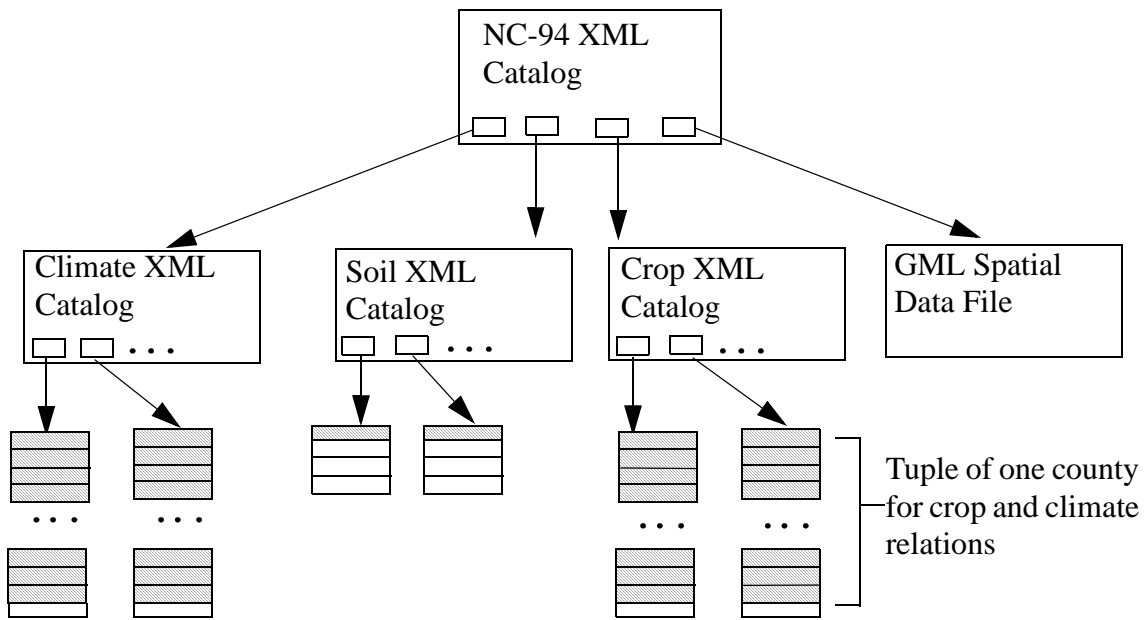 NC-94 XML
Catalog
Climate XML
Catalog
. . .
Soil XML
Catalog
. . .
Crop XML
Catalog
. . .
GML Spatial
Data File
. . .
. . .
. . .
. . .
Tuple of one county
for crop and climate
relations